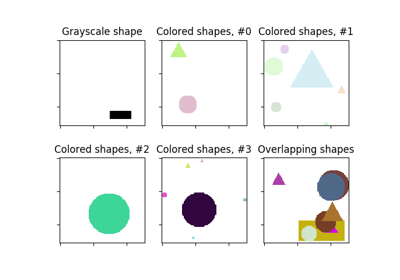 Grayscale shape
Colored shapes, #0
Colored shapes, #1
Colored shapes, #2
Colored shapes, #3
Overlapping shapes